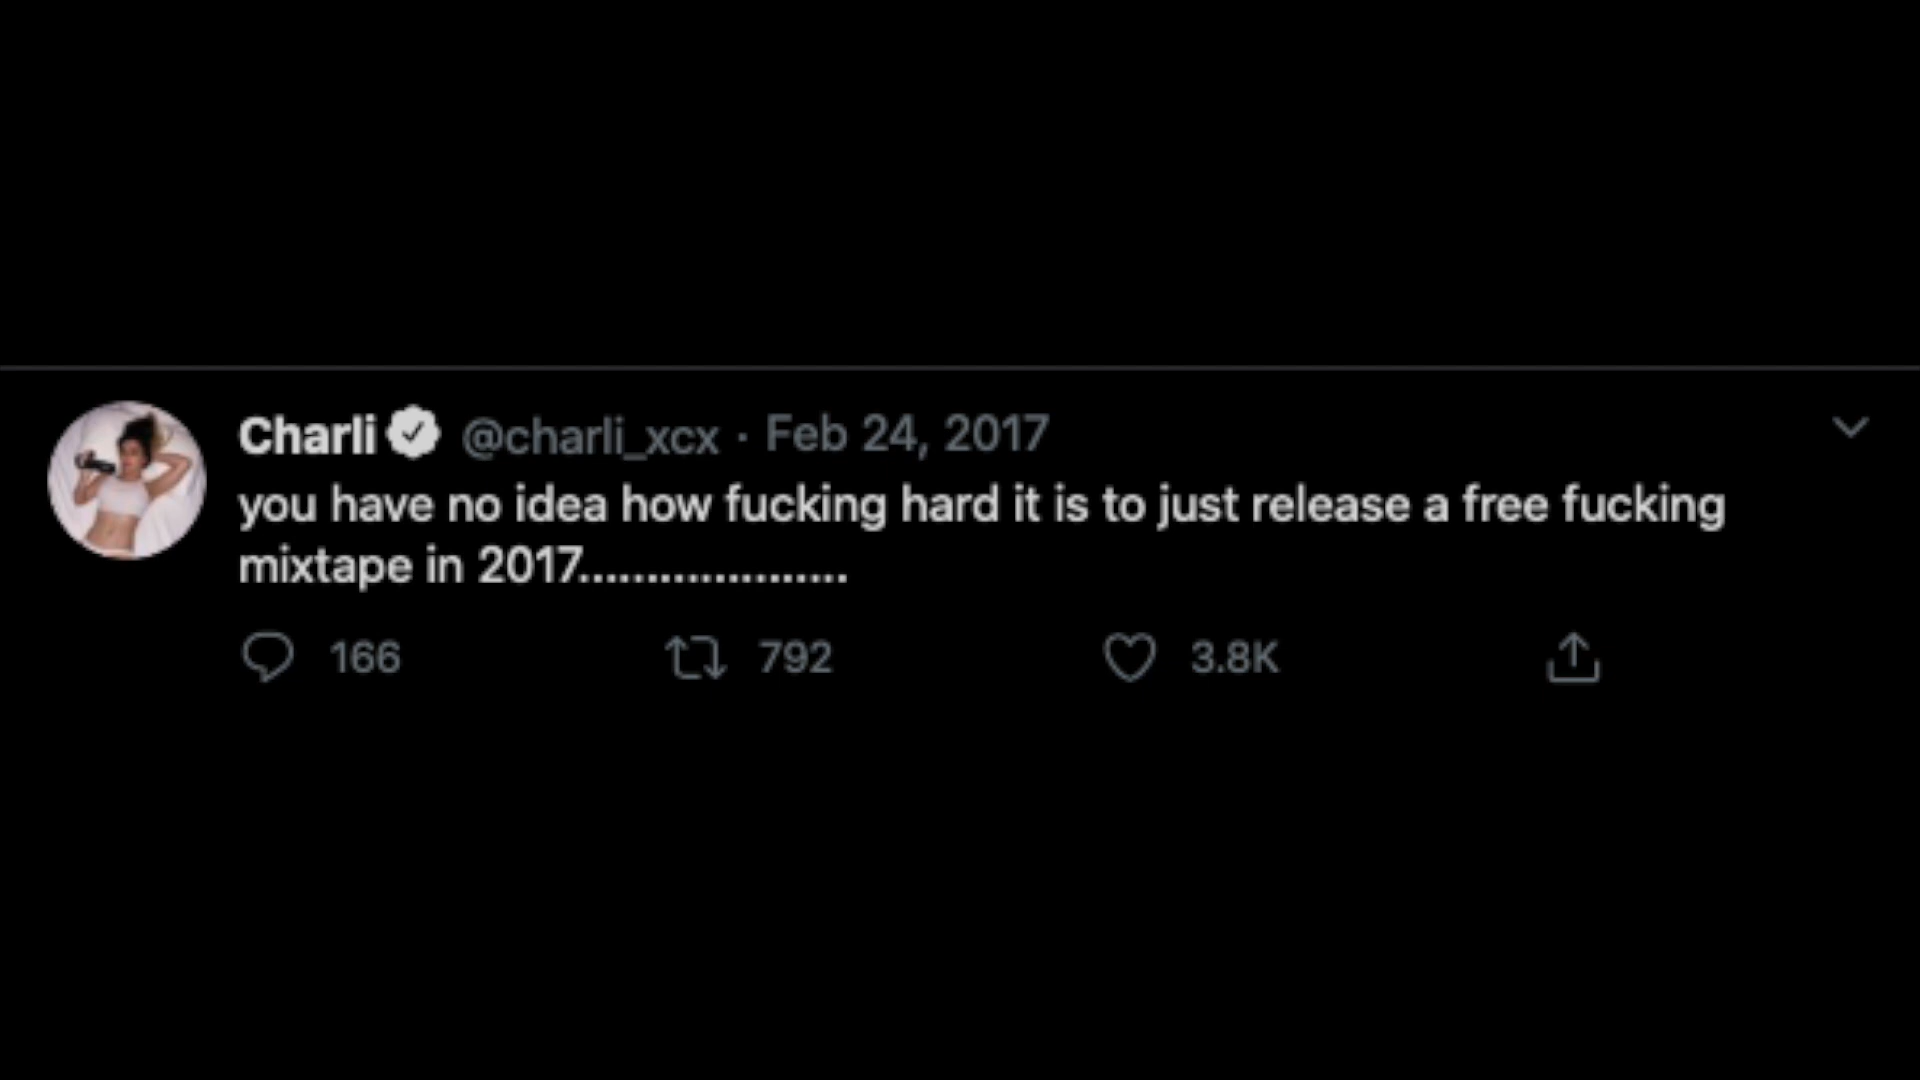 Charli @charli_xcx · Feb 24, 2017
you have no idea how fucking hard it is to just release a free fucking
mixtape in 2017....................
166 792 3.8K